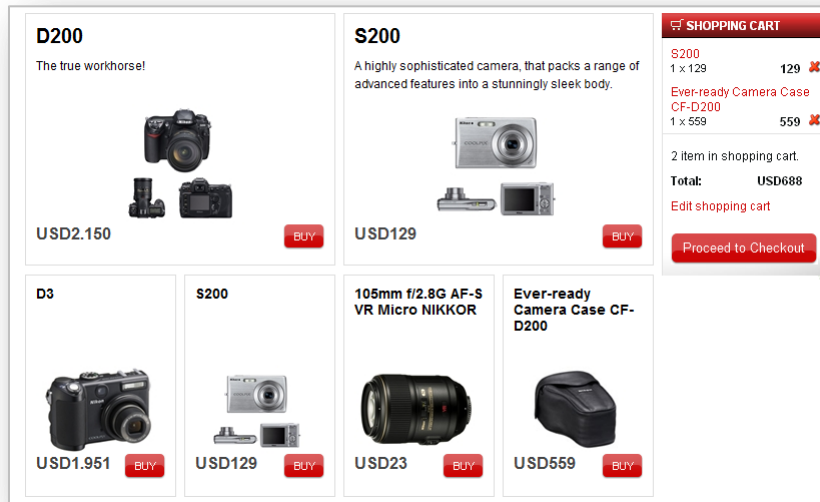 D200
The true workhorse!
USD2.150
BUY
S200
A highly sophisticated camera, that packs a range of
advanced features into a stunningly sleek body.
USD129
BUY
SHOPPING CART
S200
1 x 129 129
Ever-ready Camera Case
CF-D200
1 x 559 559
2 item in shopping cart.
Total: USD688
Edit shopping cart
Proceed to Checkout
D3
USD1.951
BUY
S200
USD129
BUY
105mm f/2.8G AF-S
VR Micro NIKKOR
USD23
BUY
Ever-ready
Camera Case CF-
D200
USD559
BUY